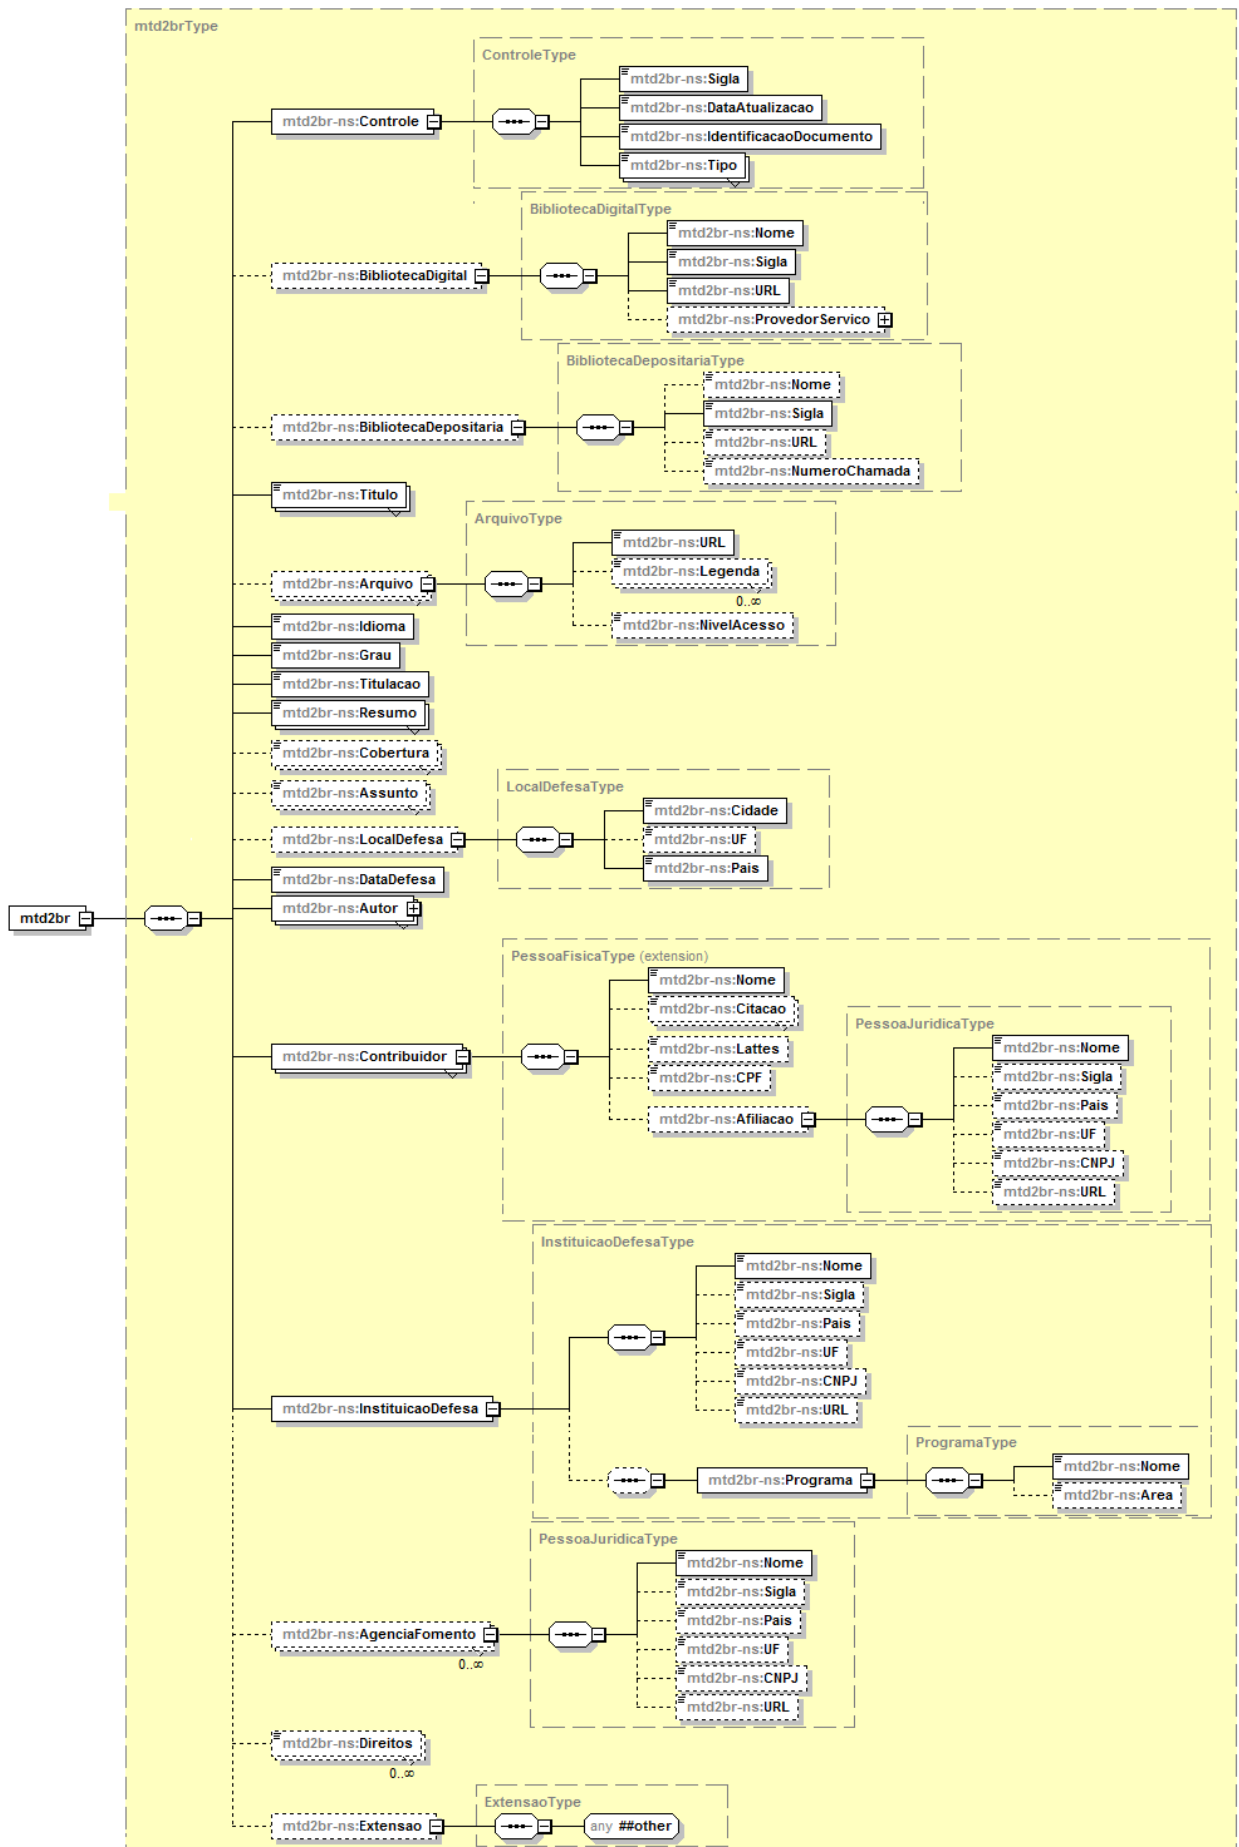 mtd2brType
ControleType
mtd2br-ns:Sigla
mtd2br-ns:DataAtualizacao
mtd2br-ns:Controle
mtd2br-ns:IdentificacaoDocumento
mtd2br-ns:Tipo
BibliotecaDigitalType
mtd2br-ns:Nome
mtd2br-ns:Sigla
mtd2br-ns:BibliotecaDigital
mtd2br-ns:URL
mtd2br-ns:ProvedorServico
BibliotecaDepositariaType
mtd2br-ns:Nome
mtd2br-ns:Sigla
mtd2br-ns:BibliotecaDepositaria
mtd2br-ns:URL
mtd2br-ns:NumeroChamada
mtd2br-ns:Titulo
ArquivoType
mtd2br-ns:URL
mtd2br-ns:Legenda
0..∞
mtd2br-ns:Arquivo
mtd2br-ns:NivelAcesso
mtd2br-ns:Idioma
mtd2br-ns:Grau
mtd2br-ns:Titulacao
mtd2br-ns:Resumo
mtd2br-ns:Cobertura
mtd2br-ns:Assunto
LocalDefesaType
mtd2br-ns:Cidade
mtd2br-ns:LocalDefesa
mtd2br-ns:UF
mtd2br-ns:Pais
mtd2br-ns:DataDefesa
mtd2br-ns:Autor
mtd2br
PessoaFisicaType (extension)
mtd2br-ns:Nome
mtd2br-ns:Citacao
mtd2br-ns:Contribuidor
mtd2br-ns:Lattes
mtd2br-ns:CPF
mtd2br-ns:Afiliacao
PessoaJuridicaType
mtd2br-ns:Nome
mtd2br-ns:Sigla
mtd2br-ns:Pais
mtd2br-ns:UF
mtd2br-ns:CNPJ
mtd2br-ns:URL
InstituicaoDefesaType
mtd2br-ns:Nome
mtd2br-ns:Sigla
mtd2br-ns:Pais
mtd2br-ns:UF
mtd2br-ns:CNPJ
mtd2br-ns:URL
mtd2br-ns:InstituicaoDefesa
mtd2br-ns:Programa
ProgramaType
mtd2br-ns:Nome
mtd2br-ns:Area
PessoaJuridicaType
mtd2br-ns:Nome
mtd2br-ns:Sigla
mtd2br-ns:Pais
mtd2br-ns:AgenciaFomento
0..∞
mtd2br-ns:UF
mtd2br-ns:CNPJ
mtd2br-ns:URL
mtd2br-ns:Direitos
0..∞
ExtensaoType
mtd2br-ns:Extensao
any ##other